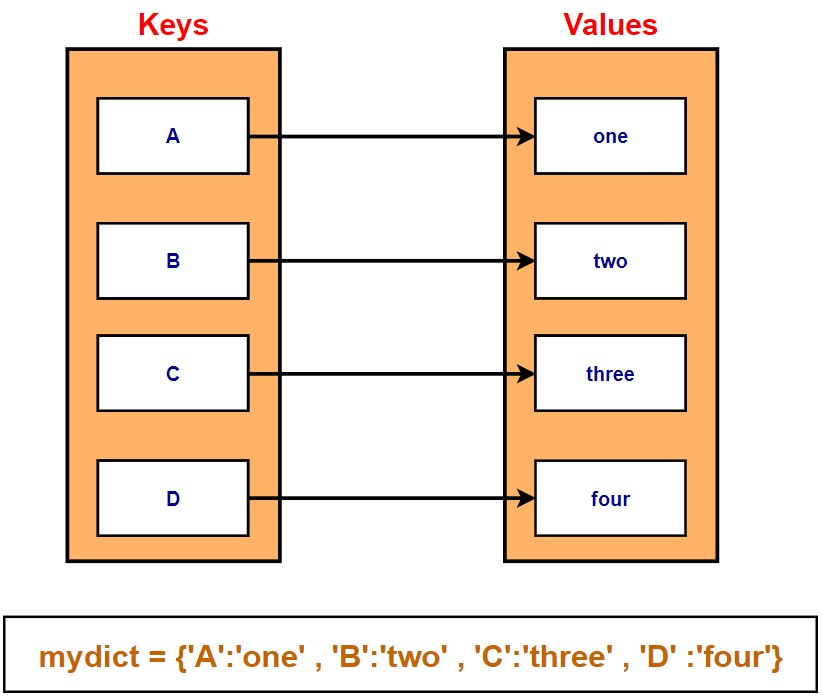 Keys Values
A one
B two
C three
D four
mydict = {'A':'one' , 'B':'two' , 'C':'three' , 'D' :'four'}